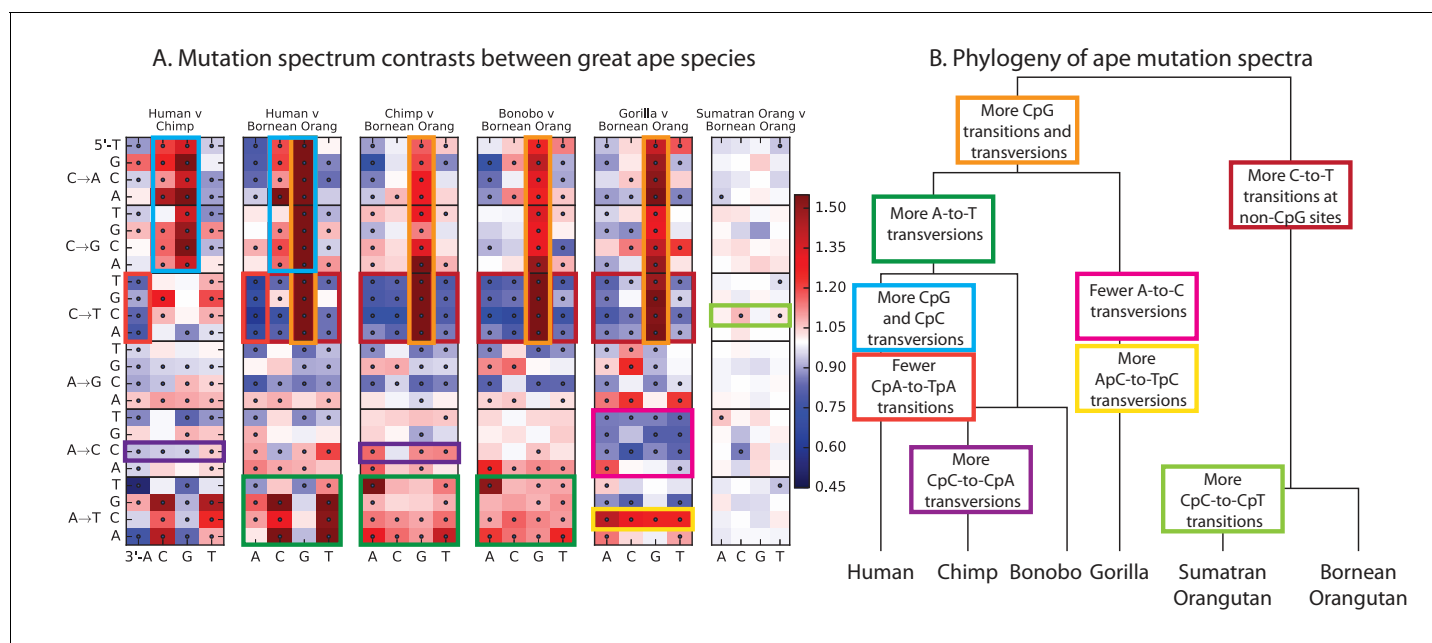 A. Mutation spectrum contrasts between great ape species
Human v
Chimp
Human v
Bornean Orang
Chimp v
Bornean Orang
Bonobo v
Bornean Orang
Gorilla v
Bornean Orang
Sumatran Orang v
Bornean Orang
5'-T
G
C→A C
A
T
G
C→G C
A
T
G
C→T C
A
T
G
A→G C
A
T
G
A→C C
A
T
G
A→T C
A
3'-A C G T
A C G T
A C G T
A C G T
A C G T
A C G T
1.50
1.35
1.20
1.05
0.90
0.75
0.60
0.45
B. Phylogeny of ape mutation spectra
More CpG
transitions and
transversions
More C-to-T
transitions at
non-CpG sites
More A-to-T
transversions
More CpG
and CpC
transversions
Fewer A-to-C
transversions
Fewer
CpA-to-TpA
transitions
More
ApC-to-TpC
transversions
More
CpC-to-CpA
transversions
More
CpC-to-CpT
transitions
Human
Chimp
Bonobo
Gorilla
Sumatran
Orangutan
Bornean
Orangutan